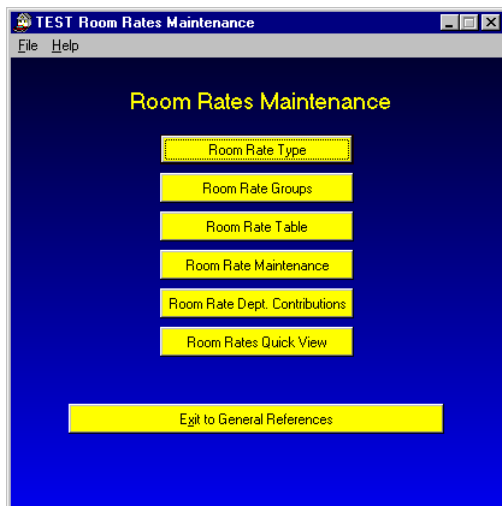 TEST Room Rates Maintenance
File Help
Room Rates Maintenance
Room Rate Type
Room Rate Groups
Room Rate Table
Room Rate Maintenance
Room Rate Dept. Contributions
Room Rates Quick View
Exit to General References